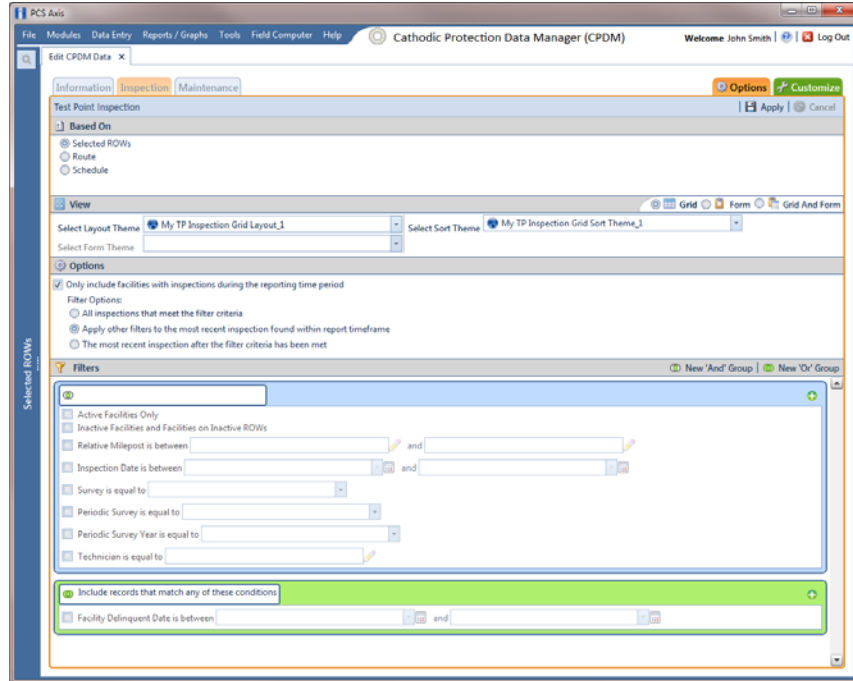 PCS Axis
File Modules Data Entry Reports / Graphs Tools Field Computer Help Cathodic Protection Data Manager (CPDM) Welcome John Smith | | Log Out
Edit CPDM Data X
Information Inspection Maintenance Options Customize
Test Point Inspection | Apply | Cancel
Based On
Selected ROWs
Route
Schedule
View Grid Form Grid And Form
Select Layout Theme My TP Inspection Grid Layout_1 Select Sort Theme My TP Inspection Grid Sort Theme_1
Select Form Theme
Options
Only include facilities with inspections during the reporting time period
Filter Options:
All inspections that meet the filter criteria
Apply other filters to the most recent inspection found within report timeframe
The most recent inspection after the filter criteria has been met
Selected ROWs
Filters New 'And' Group | New 'Or' Group
Active Facilities Only
Inactive Facilities and Facilities on Inactive ROWs
Relative Milepost is between and
Inspection Date is between and
Survey is equal to
Periodic Survey is equal to
Periodic Survey Year is equal to
Technician is equal to
Include records that match any of these conditions
Facility Delinquent Date is between and